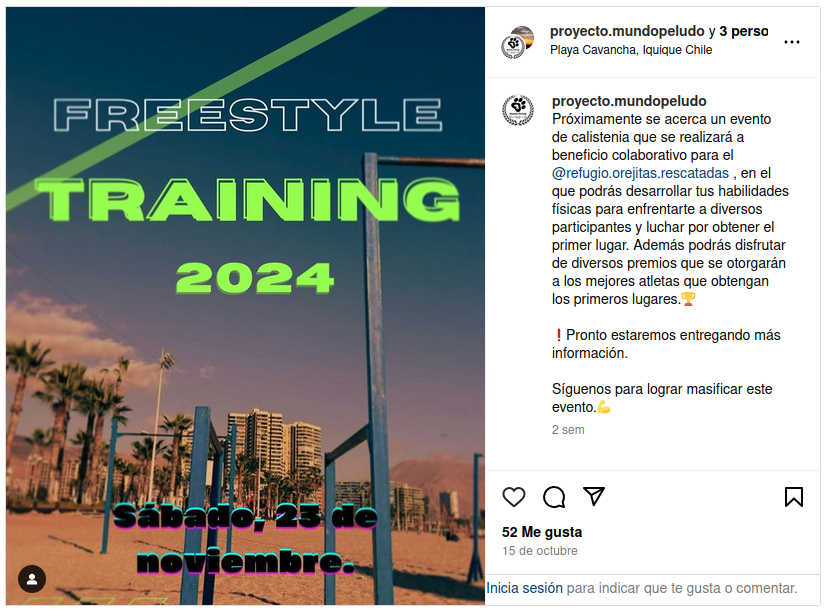 FREESTYLE
TRAINING
2024
Sábado, 23 de
noviembre.
proyecto.mundopeludo y 3 perso
Playa Cavancha, Iquique Chile
proyecto.mundopeludo
Próximamente se acerca un evento
de calistenia que se realizará a
beneficio colaborativo para el
@refugio.orejitas.rescatadas , en el
que podrás desarrollar tus habilidades
físicas para enfrentarte a diversos
participantes y luchar por obtener el
primer lugar. Además podrás disfrutar
de diversos premios que se otorgarán
a los mejores atletas que obtengan
los primeros lugares.🏆
❗Pronto estaremos entregando más
información.
Síguenos para lograr masificar este
evento.💪
2 sem
52 Me gusta
15 de octubre
Inicia sesión para indicar que te gusta o comentar.